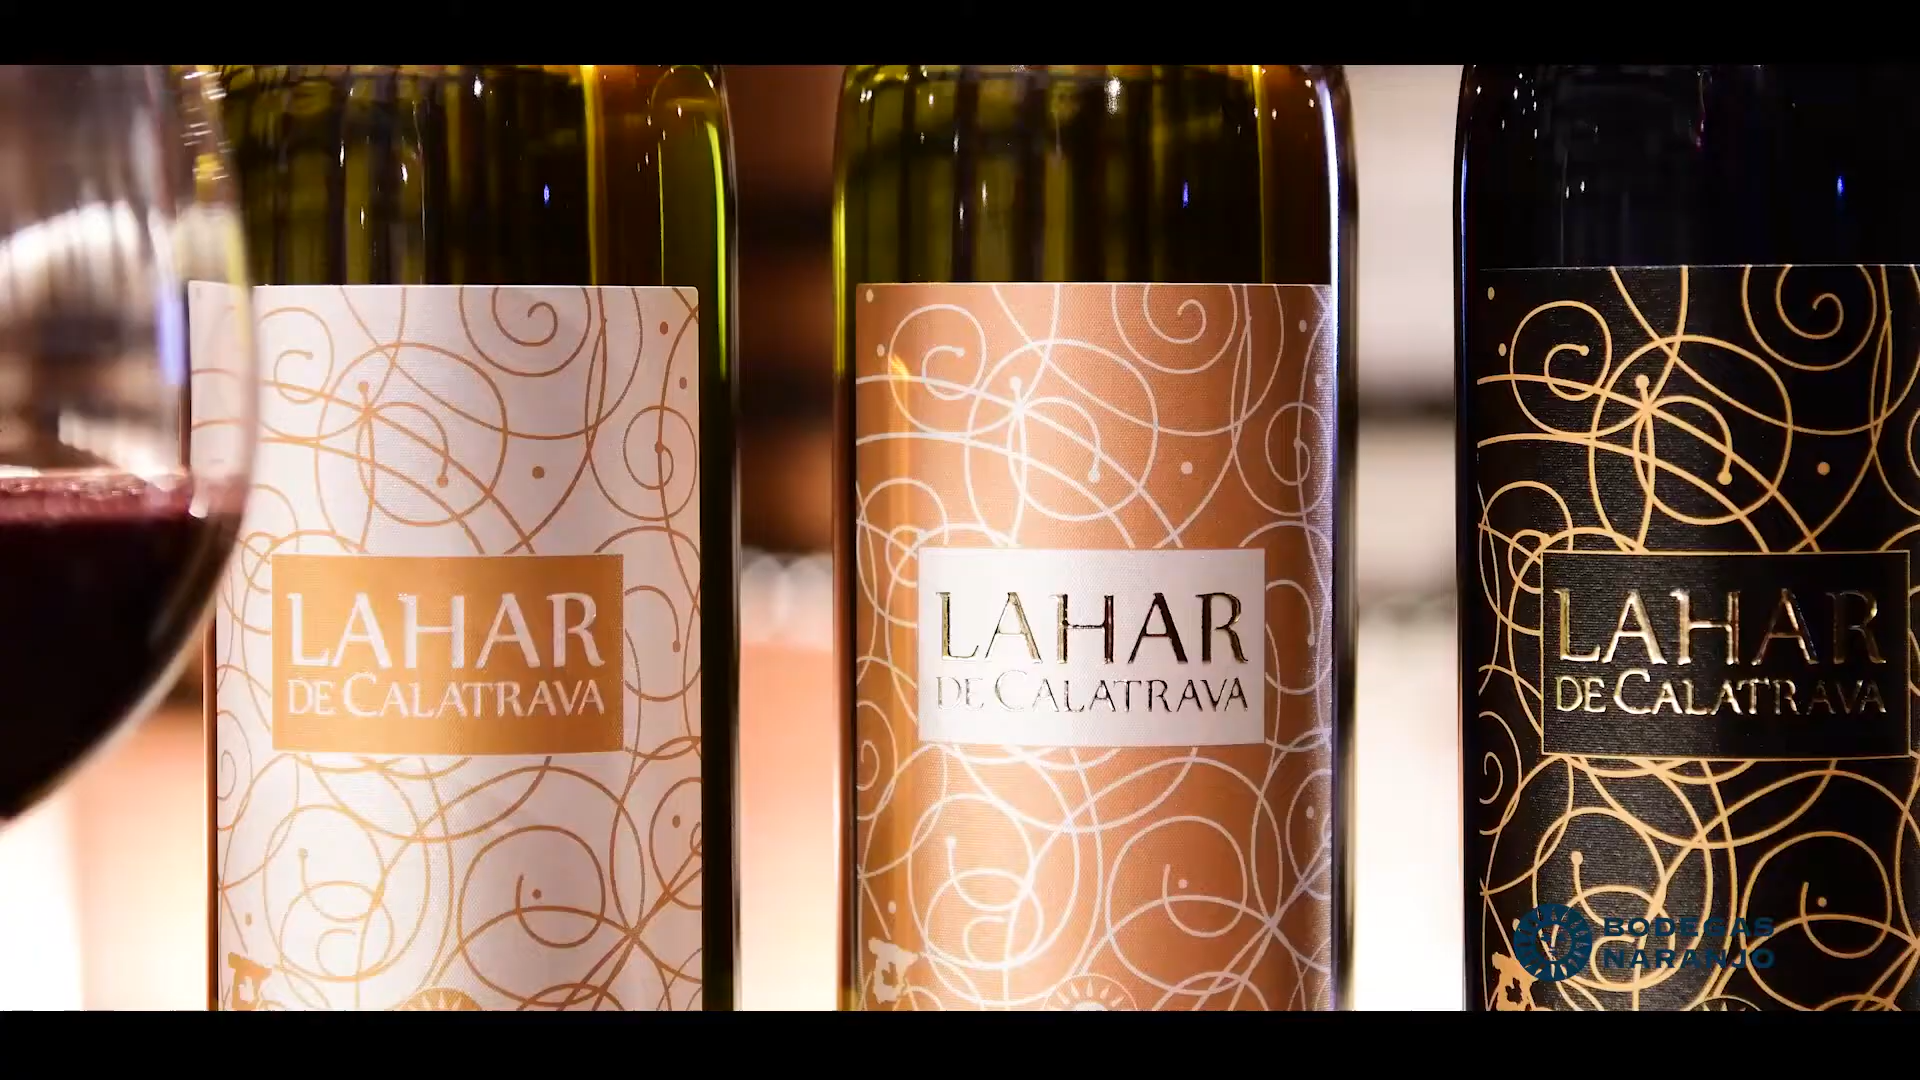 LAHAR
DE CALATRAVA
LAHAR
DE CALATRAVA
LAHAR
DE CALATRAVA
BODEGAS
NARANJO